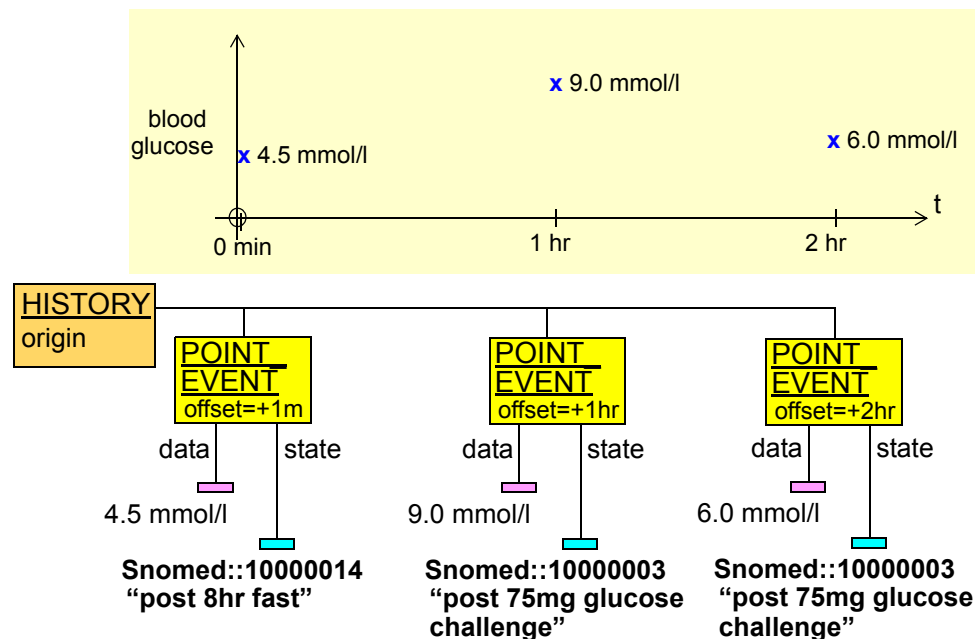 x 9.0 mmol/l
blood
glucose
x 4.5 mmol/l
x 6.0 mmol/l
t
0 min
1 hr
2 hr
HISTORY
origin
POINT_
EVENT
offset=+1m
POINT_
EVENT
offset=+1hr
POINT_
EVENT
offset=+2hr
data
state
data
state
data
state
4.5 mmol/l
9.0 mmol/l
6.0 mmol/l
Snomed::10000014
“post 8hr fast”
Snomed::10000003
“post 75mg glucose
challenge”
Snomed::10000003
“post 75mg glucose
challenge”